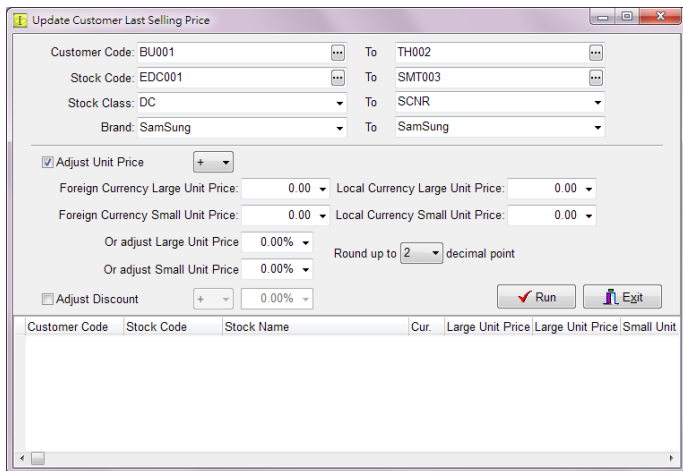 Update Customer Last Selling Price
Customer Code: BU001 ... To TH002 ...
Stock Code: EDC001 ... To SMT003 ...
Stock Class: DC To SCNR
Brand: SamSung To SamSung
Adjust Unit Price +
Foreign Currency Large Unit Price: 0.00 Local Currency Large Unit Price: 0.00
Foreign Currency Small Unit Price: 0.00 Local Currency Small Unit Price: 0.00
Or adjust Large Unit Price 0.00%
Round up to 2 decimal point
Or adjust Small Unit Price 0.00%
Adjust Discount + 0.00% Run Exit
Customer Code Stock Code Stock Name Cur. Large Unit Price Large Unit Price Small Unit